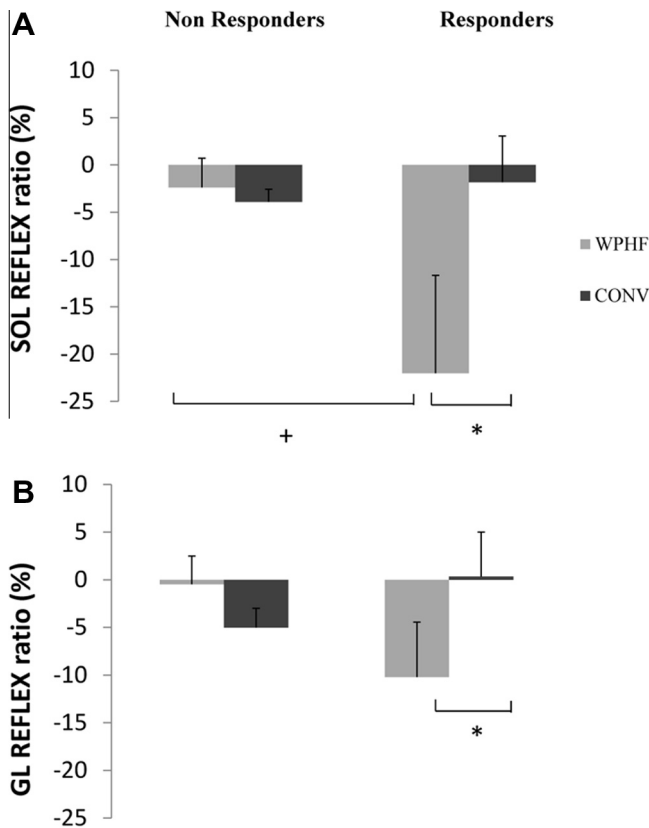 A
Non Responders Responders
SOL REFLEX ratio (%)
10
5
0
-5
-10
-15
-20
-25
WPHF
CONV
+
*
B
GL REFLEX ratio (%)
10
5
0
-5
-10
-15
-20
-25
*